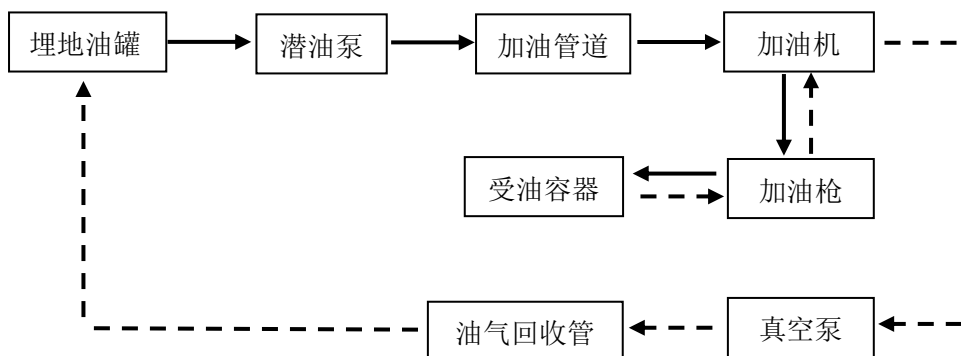 埋地油罐
潜油泵
加油管道
加油机
受油容器
加油枪
油气回收管
真空泵